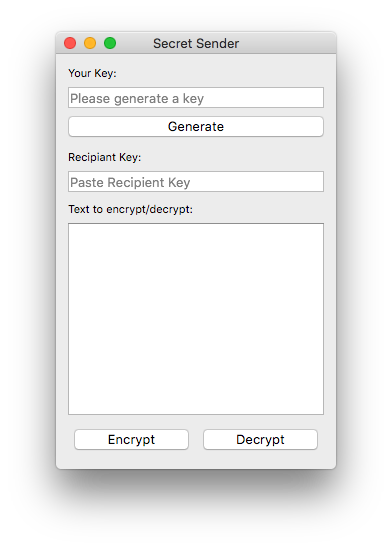 Secret Sender
Your Key:
Please generate a key
Generate
Recipiant Key:
Paste Recipient Key
Text to encrypt/decrypt:
Encrypt Decrypt